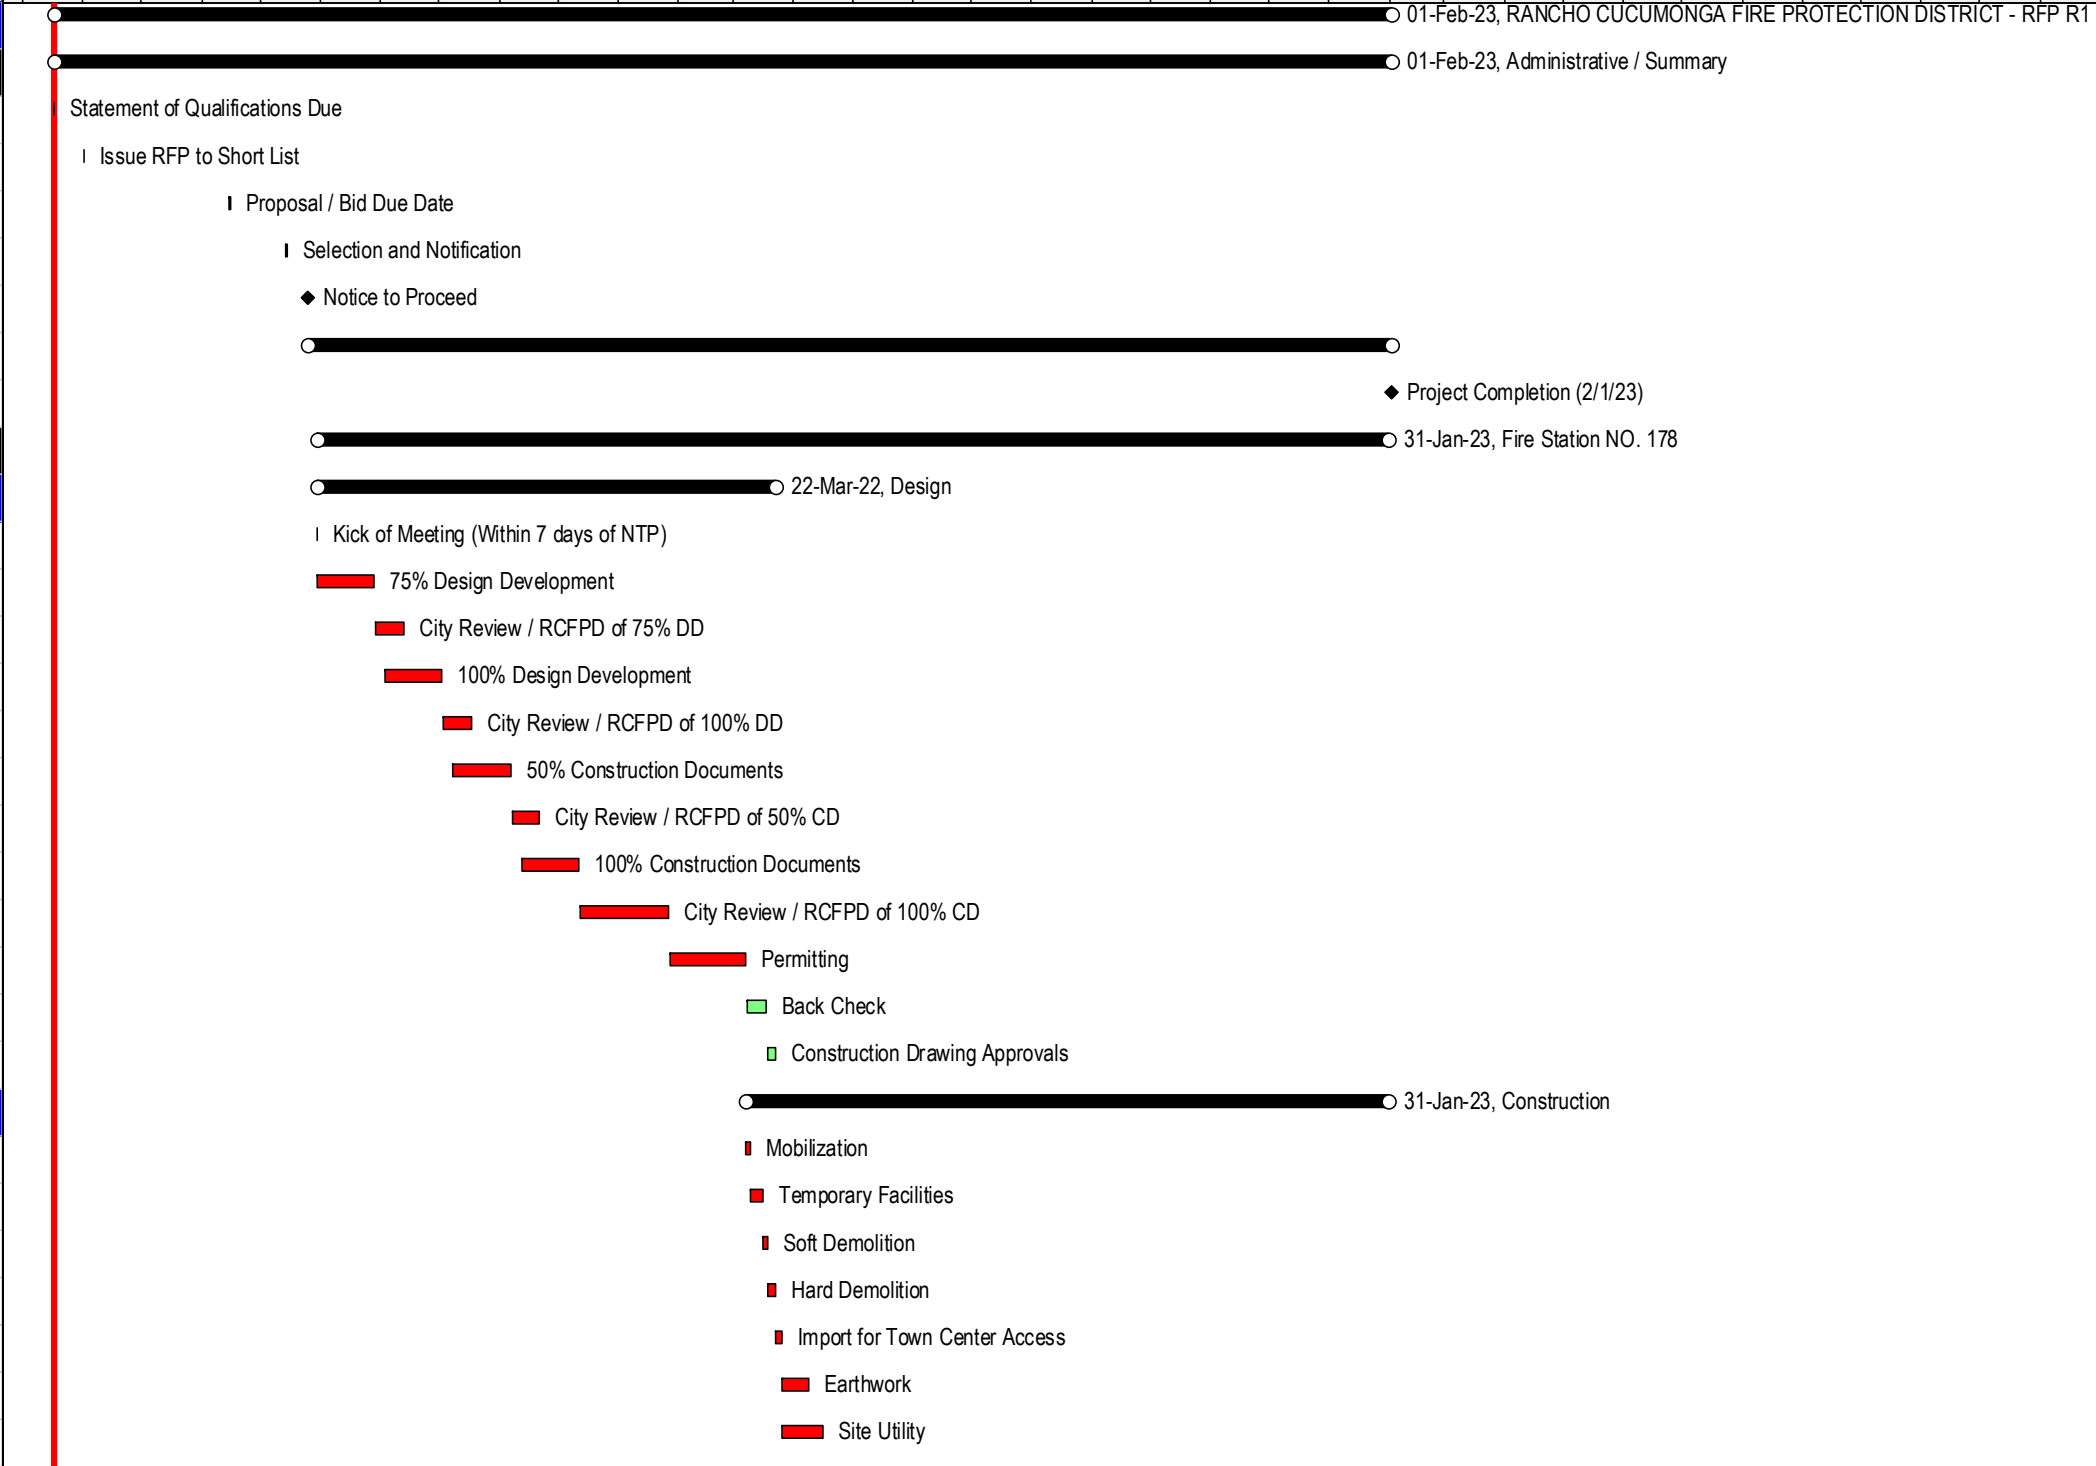 01-Feb-23, RANCHO CUCUMONGA FIRE PROTECTION DISTRICT - RFP R1
01-Feb-23, Administrative / Summary
Statement of Qualifications Due
Issue RFP to Short List
Proposal / Bid Due Date
Selection and Notification
Notice to Proceed
Project Completion (2/1/23)
31-Jan-23, Fire Station NO. 178
22-Mar-22, Design
Kick of Meeting (Within 7 days of NTP)
75% Design Development
City Review / RCFPD of 75% DD
100% Design Development
City Review / RCFPD of 100% DD
50% Construction Documents
City Review / RCFPD of 50% CD
100% Construction Documents
City Review / RCFPD of 100% CD
Permitting
Back Check
Construction Drawing Approvals
31-Jan-23, Construction
Mobilization
Temporary Facilities
Soft Demolition
Hard Demolition
Import for Town Center Access
Earthwork
Site Utility